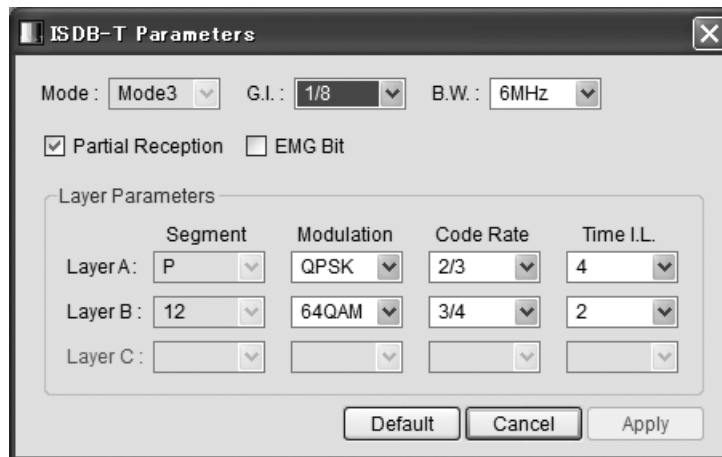 ISDB-T Parameters
Mode : Mode3 G.I. : 1/8 B.W. : 6MHz
Partial Reception EMG Bit
Layer Parameters
Segment Modulation Code Rate Time I.L.
Layer A : P QPSK 2/3 4
Layer B : 12 64QAM 3/4 2
Layer C :
Default Cancel Apply